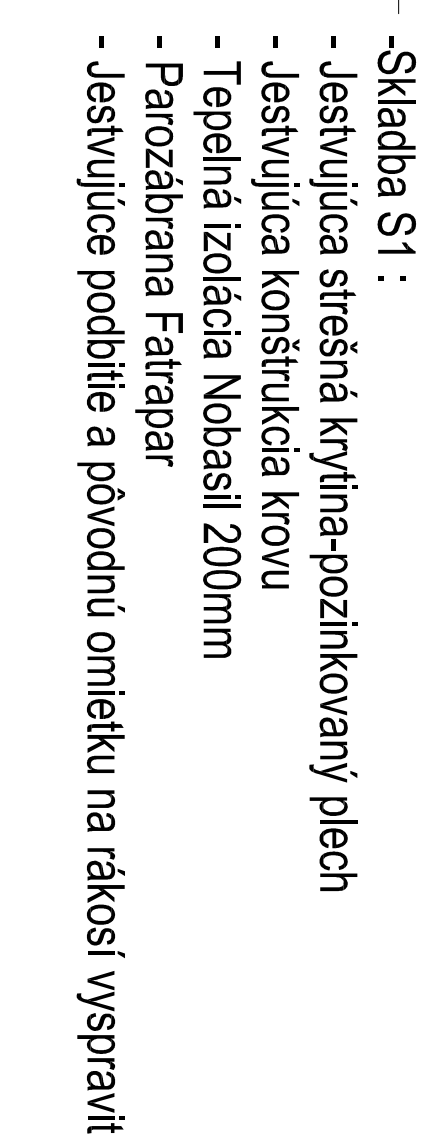 -Skladba S1 :
- Jestvujúca strešná krytina-pozinkovaný plech
- Jestvujúca konštrukcia krovu
- Tepelná izolácia Nobasil 200mm
- Parozábrana Fatrapar
- Jestvujúce podbitie a pôvodnú omietku na rákosí vyspravit